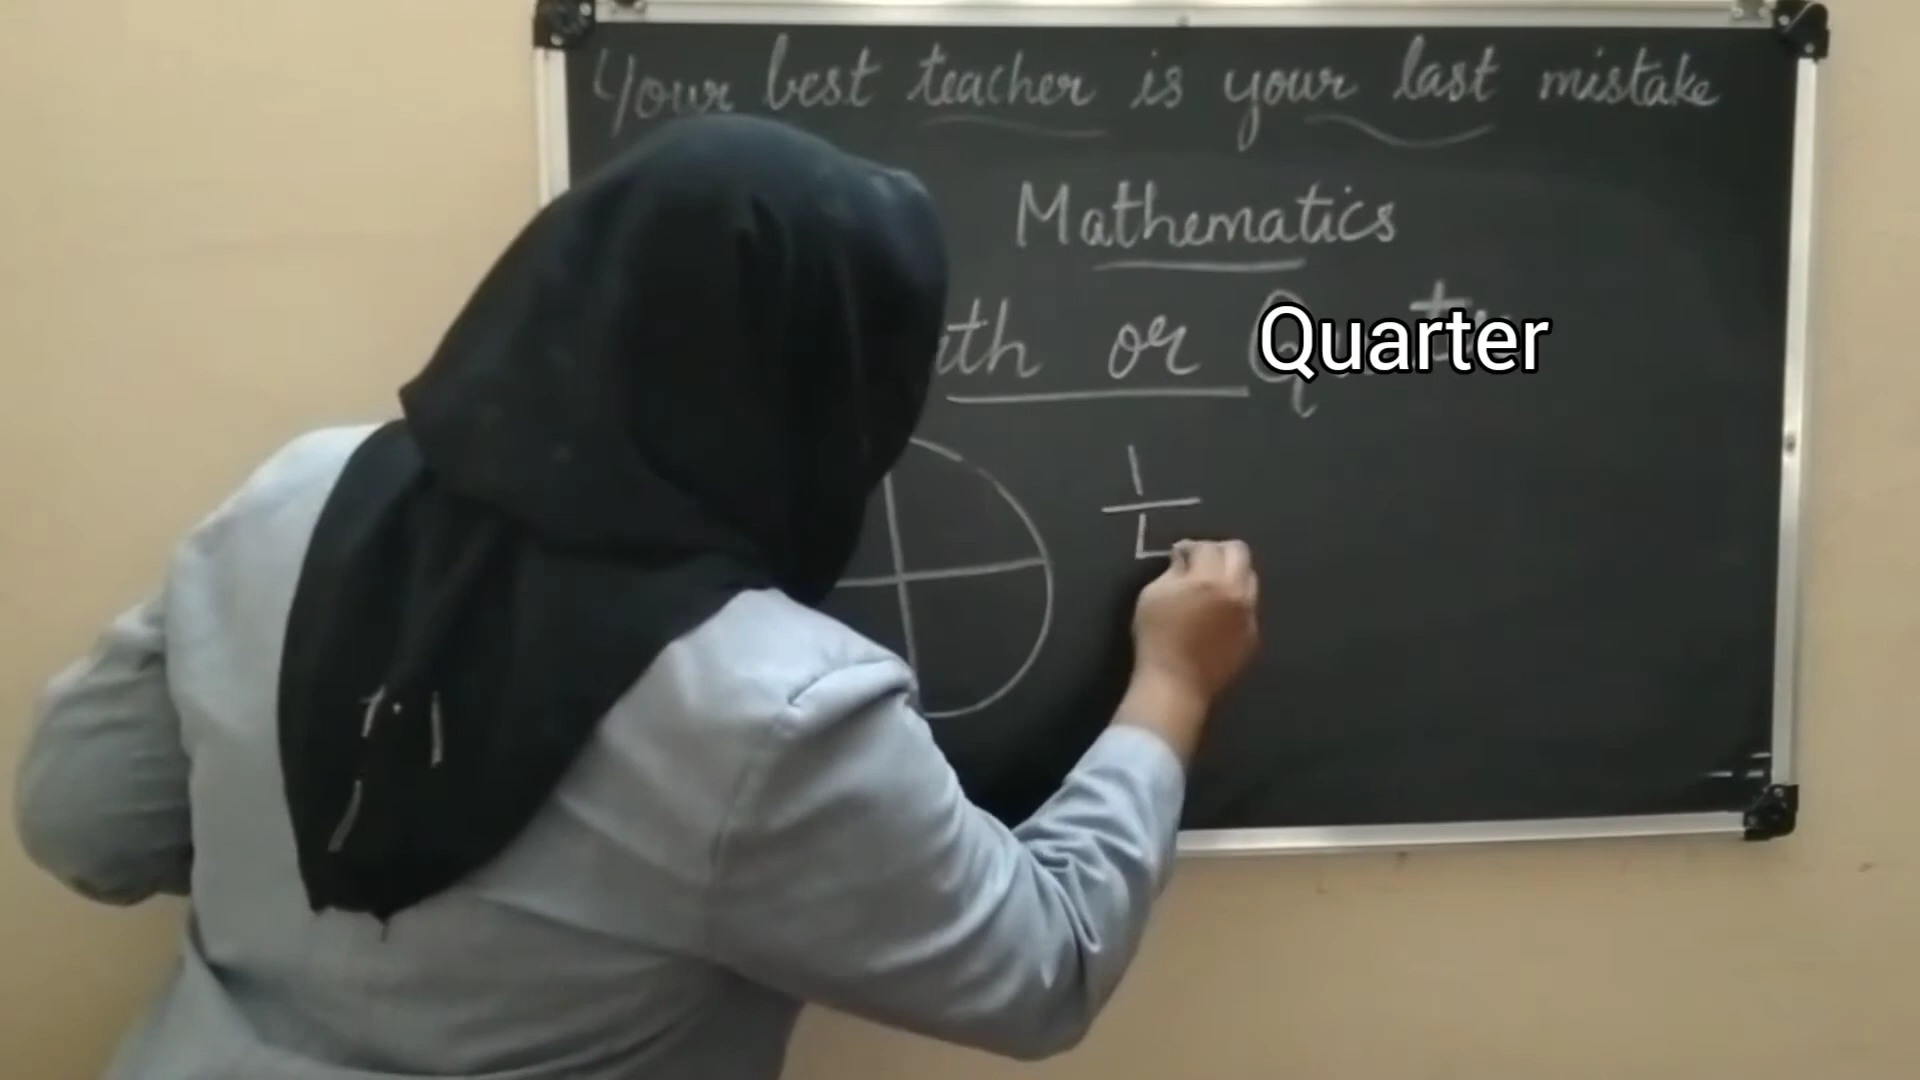 Your best teacher is your last mistake
Mathematics
th or Quarter
1